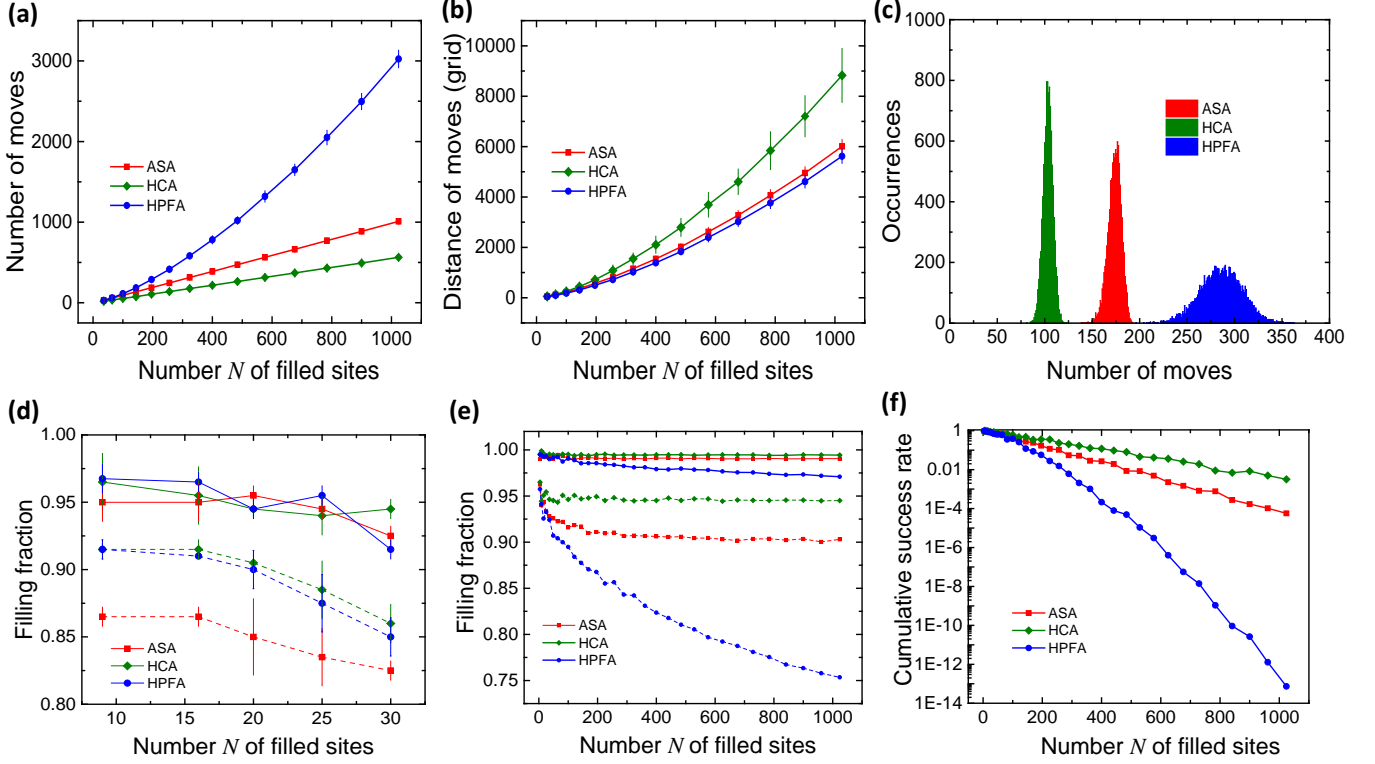 (a)
Number of moves
3000
2000
1000
0
ASA
HCA
HPFA
0 200 400 600 800 1000
Number N of filled sites
(b)
Distance of moves (grid)
10000
8000
6000
4000
2000
0
ASA
HCA
HPFA
0 200 400 600 800 1000
Number N of filled sites
(c)
Occurrences
1000
800
600
400
200
0
ASA
HCA
HPFA
0 50 100 150 200 250 300 350 400
Number of moves
(d)
Filling fraction
1.00
0.95
0.90
0.85
0.80
ASA
HCA
HPFA
10 15 20 25 30
Number N of filled sites
(e)
Filling fraction
1.00
0.95
0.90
0.85
0.80
0.75
ASA
HCA
HPFA
0 200 400 600 800 1000
Number N of filled sites
(f)
Cumulative success rate
1
0.01
1E-4
1E-6
1E-8
1E-10
1E-12
1E-14
ASA
HCA
HPFA
0 200 400 600 800 1000
Number N of filled sites